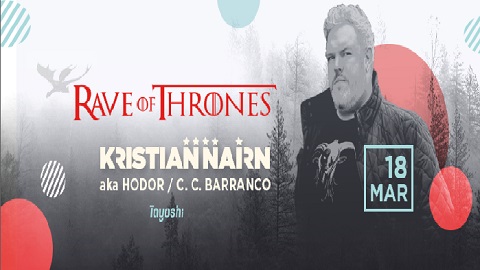 RAVE OF THRONES
KRISTIAN NAIRN
aka HODOR / C. C. BARRANCO
Tayoshi
18
MAR